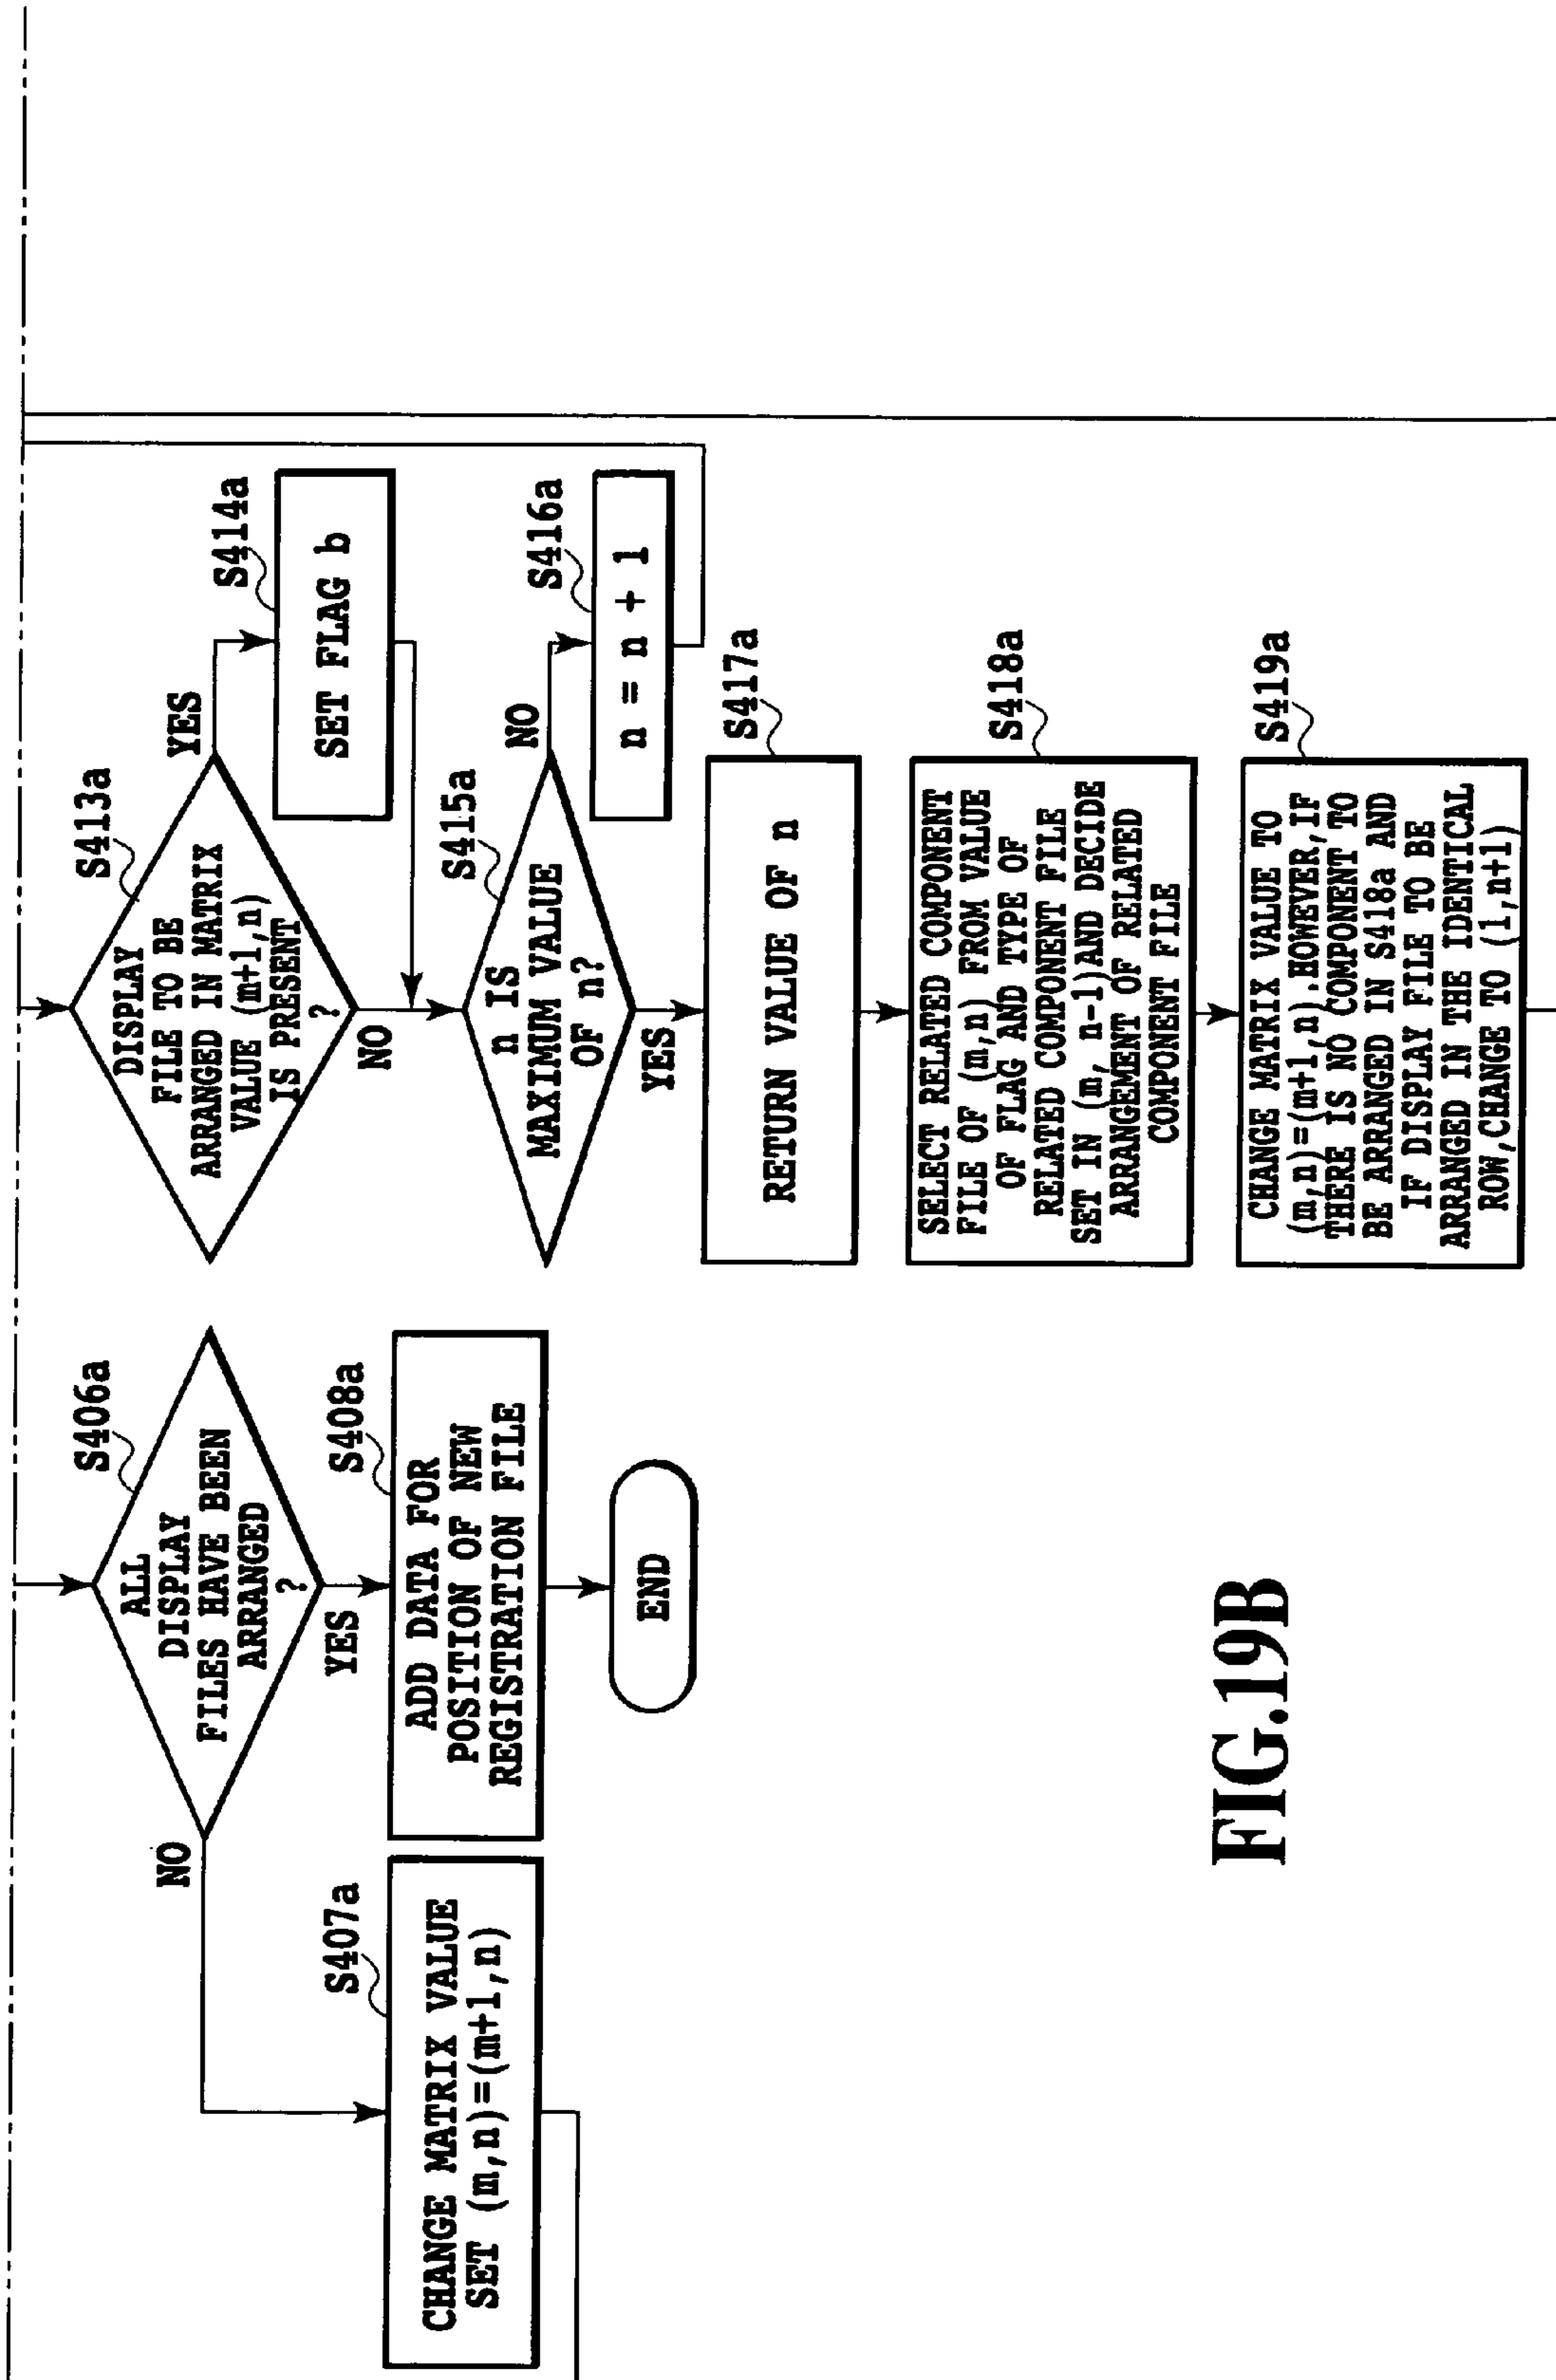 S406a
ALL
DISPLAY
FILES HAVE BEEN
ARRANGED
?
NO
YES
S407a
CHANGE MATRIX VALUE
SET (m,n)=(m+1,n)
S408a
ADD DATA FOR
POSITION OF NEW
REGISTRATION FILE
END
S413a
DISPLAY
FILE TO BE
ARRANGED IN MATRIX
VALUE (m+1,n)
IS PRESENT
?
YES
NO
S414a
SET FLAG b
S415a
n IS
MAXIMUM VALUE
OF n?
NO
YES
S416a
n = n + 1
S417a
RETURN VALUE OF n
S418a
SELECT RELATED COMPONENT
FILE OF (m,n) FROM VALUE
OF FLAG AND TYPE OF
RELATED COMPONENT FILE
SET IN (m, n-1)AND DECIDE
ARRANGEMENT OF RELATED
COMPONENT FILE
S419a
CHANGE MATRIX VALUE TO
(m,n)=(m+1,n).HOWEVER,IF
THERE IS NO COMPONENT TO
BE ARRANGED IN S418a AND
IF DISPLAY FILE TO BE
ARRANGED IN THE IDENTICAL
ROW,CHANGE TO (1,n+1)
FIG.19B